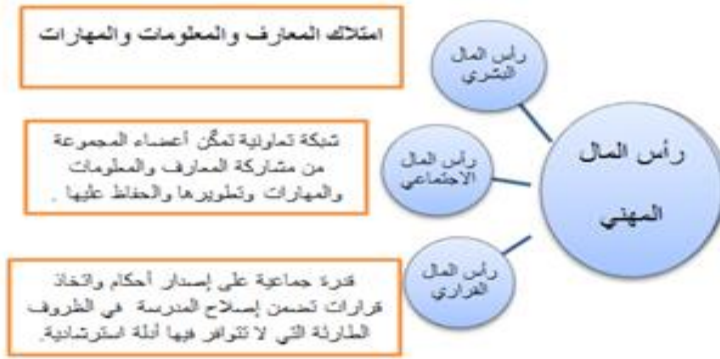 رأس المال
المهني
رأس المال
البشري
امتلاك المعارف والمعلومات والمهارات
رأس المال
الاجتماعي
شبكة تعاونية تمكّن أعضاء المجموعة
من مشاركة المعارف والمعلومات
والمهارات وتطويرها والحفاظ عليها .
رأس المال
القراري
قدرة جماعية على إصدار أحكام واتخاذ
قرارات تضمن إصلاح المدرسة في الظروف
الطارئة التي لا تتوافر فيها أدلة استرشادية.